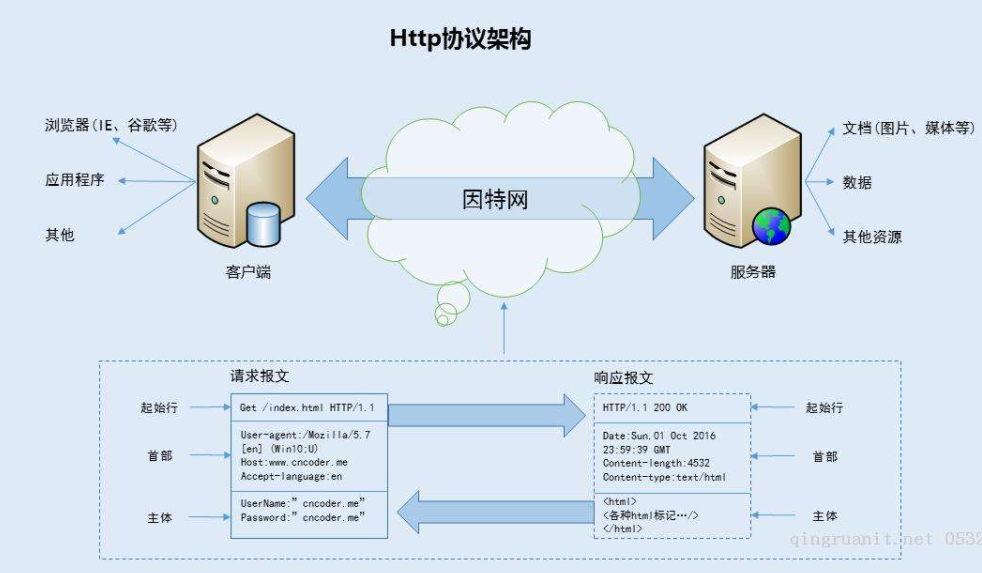 Http协议架构
浏览器(IE、谷歌等)
应用程序
其他
客户端
因特网
服务器
文档(图片、媒体等)
数据
其他资源
请求报文
起始行
Get /index.html HTTP/1.1
首部
User-agent:/Mozilla/5.7
[en] (Win10:U)
Host:www.cncoder.me
Accept-language:en
主体
UserName:”cncoder.me”
Password:”cncoder.me”
响应报文
HTTP/1.1 200 OK
起始行
Date:Sun,01 Oct 2016
23:59:39 GMT
Content-length:4532
Content-type:text/html
首部
<html>
<各种html标记…/>
</html>
主体
qingruanit.net 0532